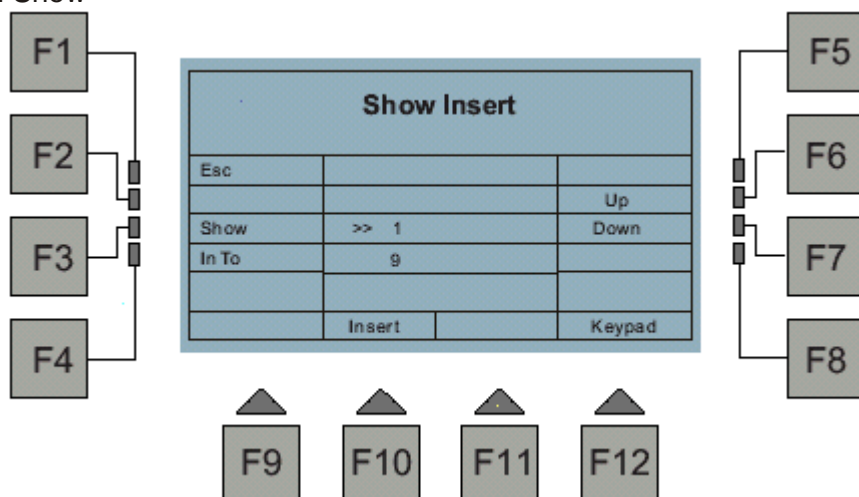 Show
F1
F5
Show Insert
F2
F6
Esc
Up
Show >> 1 Down
F3
F7
In To 9
Insert Keypad
F4
F8
F9 F10 F11 F12